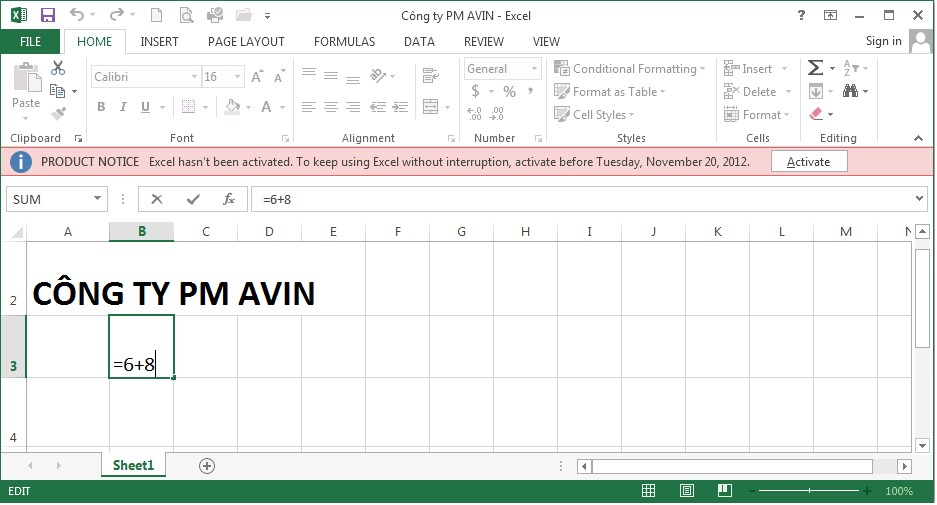 Công ty PM AVIN - Excel
FILE HOME INSERT PAGE LAYOUT FORMULAS DATA REVIEW VIEW Sign in
Paste
Calibri 16
B I U A
General
$ % ,
Conditional Formatting
Format as Table
Cell Styles
Insert
Delete
Format
Clipboard Font Alignment Number Styles Cells Editing
PRODUCT NOTICE Excel hasn't been activated. To keep using Excel without interruption, activate before Tuesday, November 20, 2012. Activate
SUM fx =6+8
A B C D E F G H I J K L M N
2 CÔNG TY PM AVIN
3 =6+8
4
Sheet1
EDIT 100%